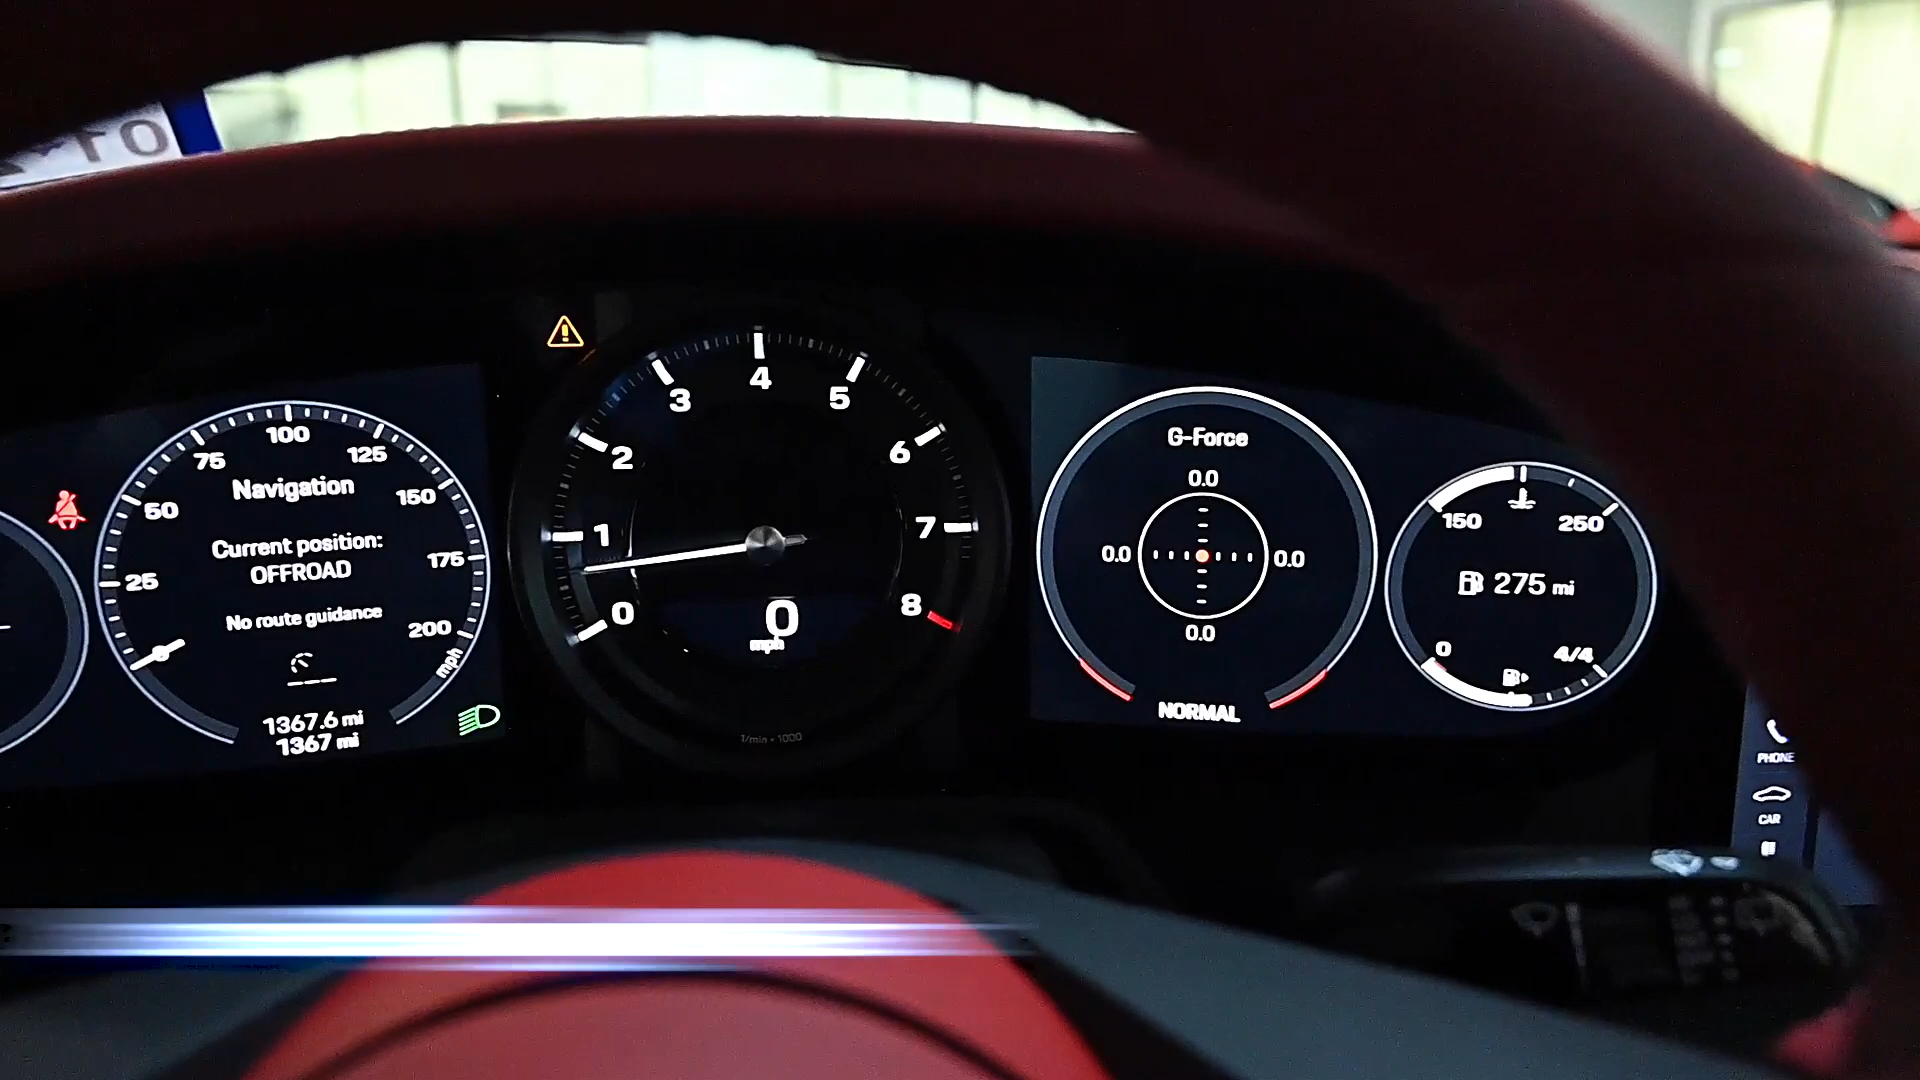 01
Navigation
Current position:
OFFROAD
No route guidance
1367.6 mi
1367 mi
25
50
75
100
125
150
175
200
mph
0
1
2
3
4
5
6
7
8
0
mph
1/min • 1000
G-Force
0.0
0.0
0.0
0.0
NORMAL
150
250
275 mi
0
4/4
PHONE
CAR